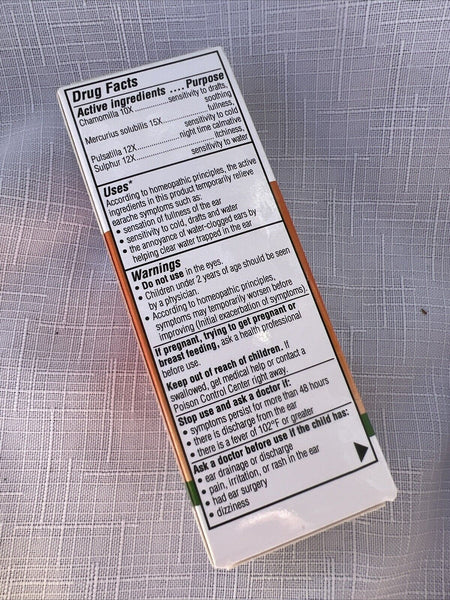 Drug Facts
Active ingredients .... Purpose
Chamomilla 10X..............sensitivity to drafts,
soothing
Mercurius solubilis 15X..............fullness,
sensitivity to cold
Pulsatilla 12X..............night time calmative
Sulphur 12X..............itchiness,
sensitivity to water
Uses*
According to homeopathic principles, the active
ingredients in this product temporarily relieve
earache symptoms such as:
• sensation of fullness of the ear
• sensitivity to cold, drafts and water
• the annoyance of water-clogged ears by
helping clear water trapped in the ear
Warnings
• Do not use in the eyes.
• Children under 2 years of age should be seen
by a physician.
• According to homeopathic principles,
symptoms may temporarily worsen before
improving (Initial exacerbation of symptoms).
If pregnant, trying to get pregnant or
breast feeding, ask a health professional
before use.
Keep out of reach of children. If
swallowed, get medical help or contact a
Poison Control Center right away.
Stop use and ask a doctor if:
• symptoms persist for more than 48 hours
• there is discharge from the ear
• there is a fever of 102°F or greater
Ask a doctor before use if the child has:
• ear drainage or discharge
• pain, irritation, or rash in the ear
• had ear surgery
• dizziness